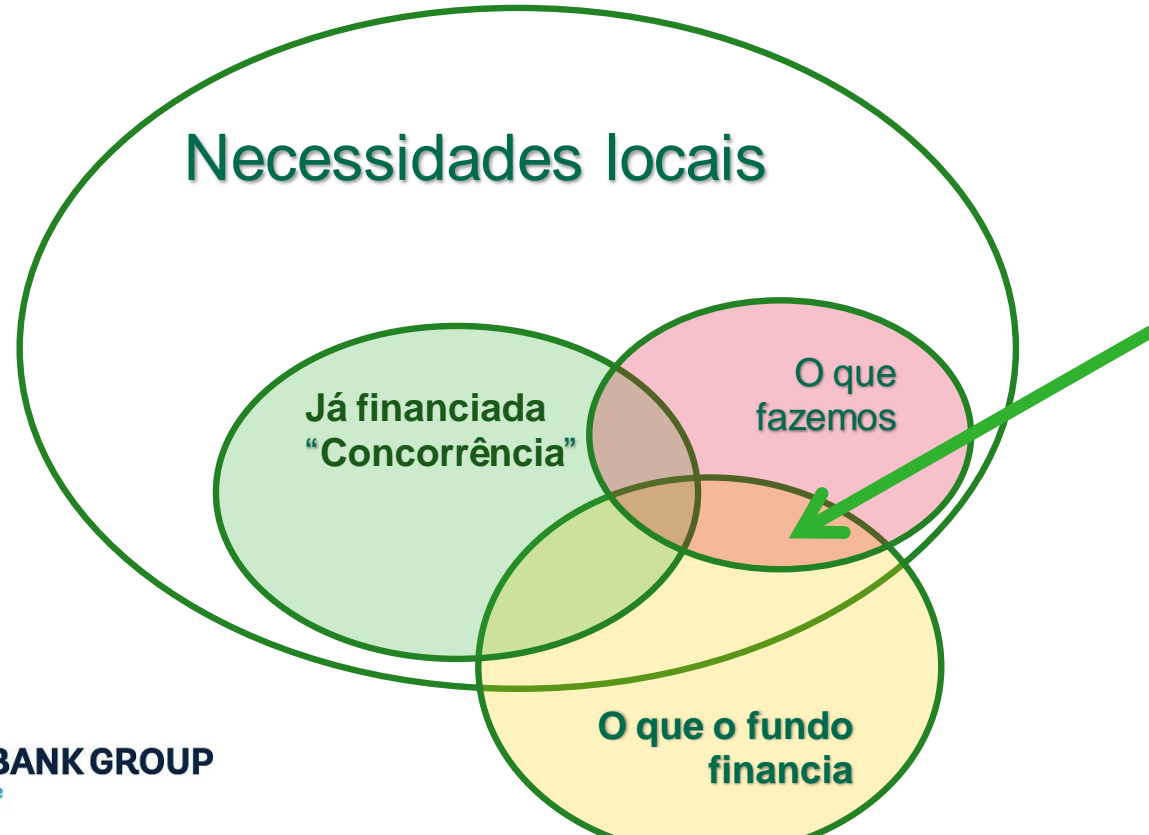 Necessidades locais
O que
fazemos
Já financiada
“Concorrência”
O que o fundo
financia
BANK GROUP